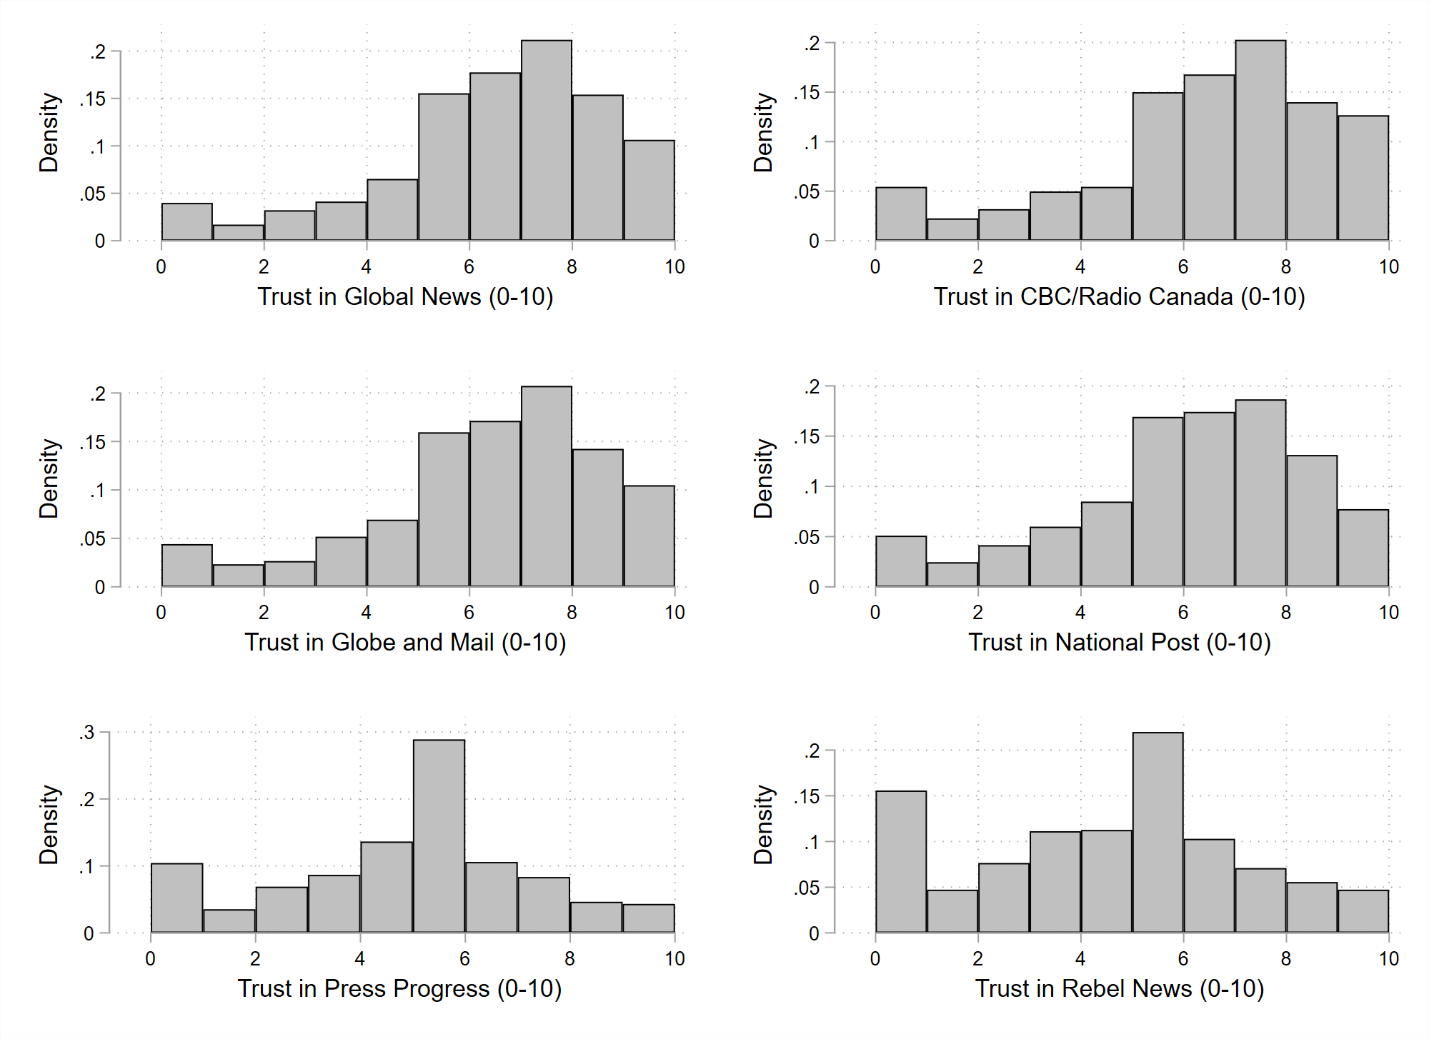 Density
.2
.15
.1
.05
0
0 2 4 6 8 10
Trust in Global News (0-10)
Density
.2
.15
.1
.05
0
0 2 4 6 8 10
Trust in CBC/Radio Canada (0-10)
Density
.2
.15
.1
.05
0
0 2 4 6 8 10
Trust in Globe and Mail (0-10)
Density
.2
.15
.1
.05
0
0 2 4 6 8 10
Trust in National Post (0-10)
Density
.3
.2
.1
0
0 2 4 6 8 10
Trust in Press Progress (0-10)
Density
.2
.15
.1
.05
0
0 2 4 6 8 10
Trust in Rebel News (0-10)